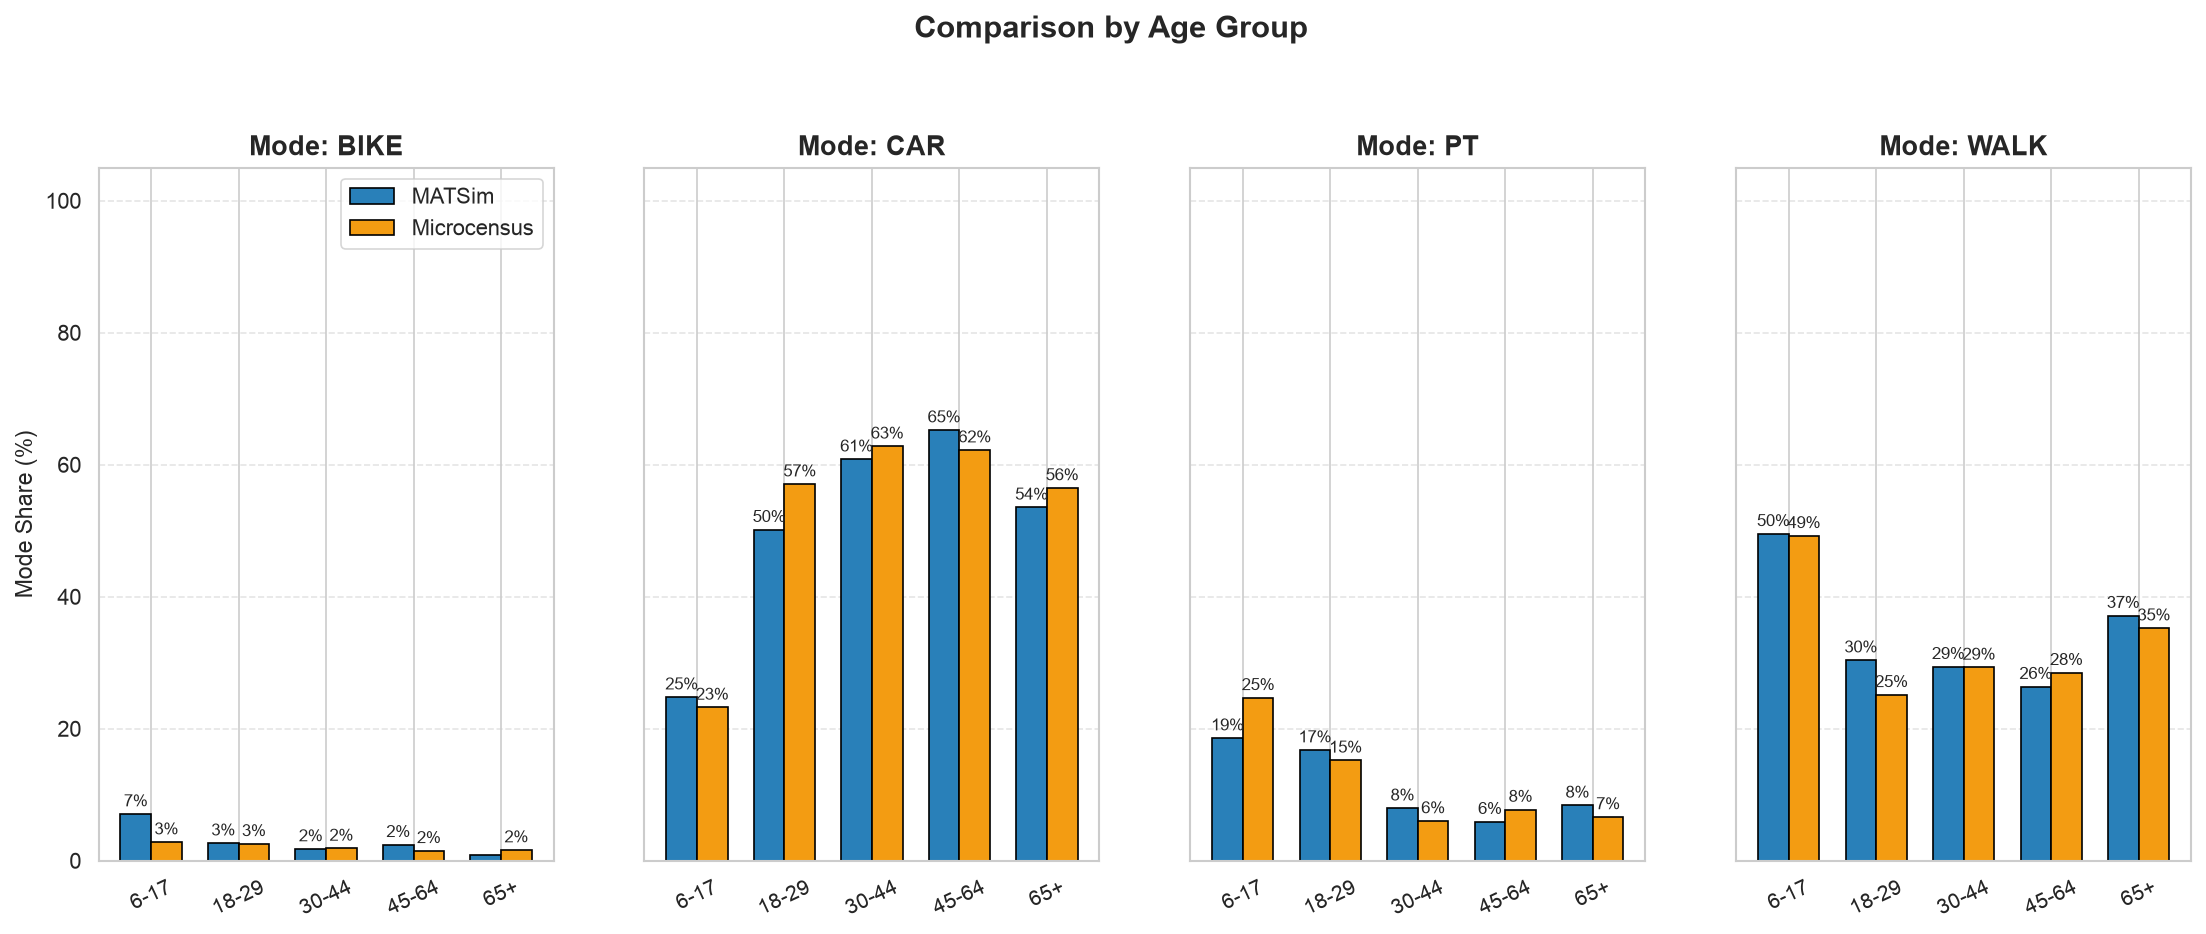 Comparison by Age Group
Mode: BIKE
Mode Share (%)
100
80
60
40
20
0
MATSim
Microcensus
7% 3% 3% 3% 2% 2% 2% 2% 2%
6-17 18-29 30-44 45-64 65+
Mode: CAR
25% 23% 50% 57% 61% 63% 65% 62% 54% 56%
6-17 18-29 30-44 45-64 65+
Mode: PT
19% 25% 17% 15% 8% 6% 6% 8% 8% 7%
6-17 18-29 30-44 45-64 65+
Mode: WALK
50% 49% 30% 25% 29% 29% 26% 28% 37% 35%
6-17 18-29 30-44 45-64 65+